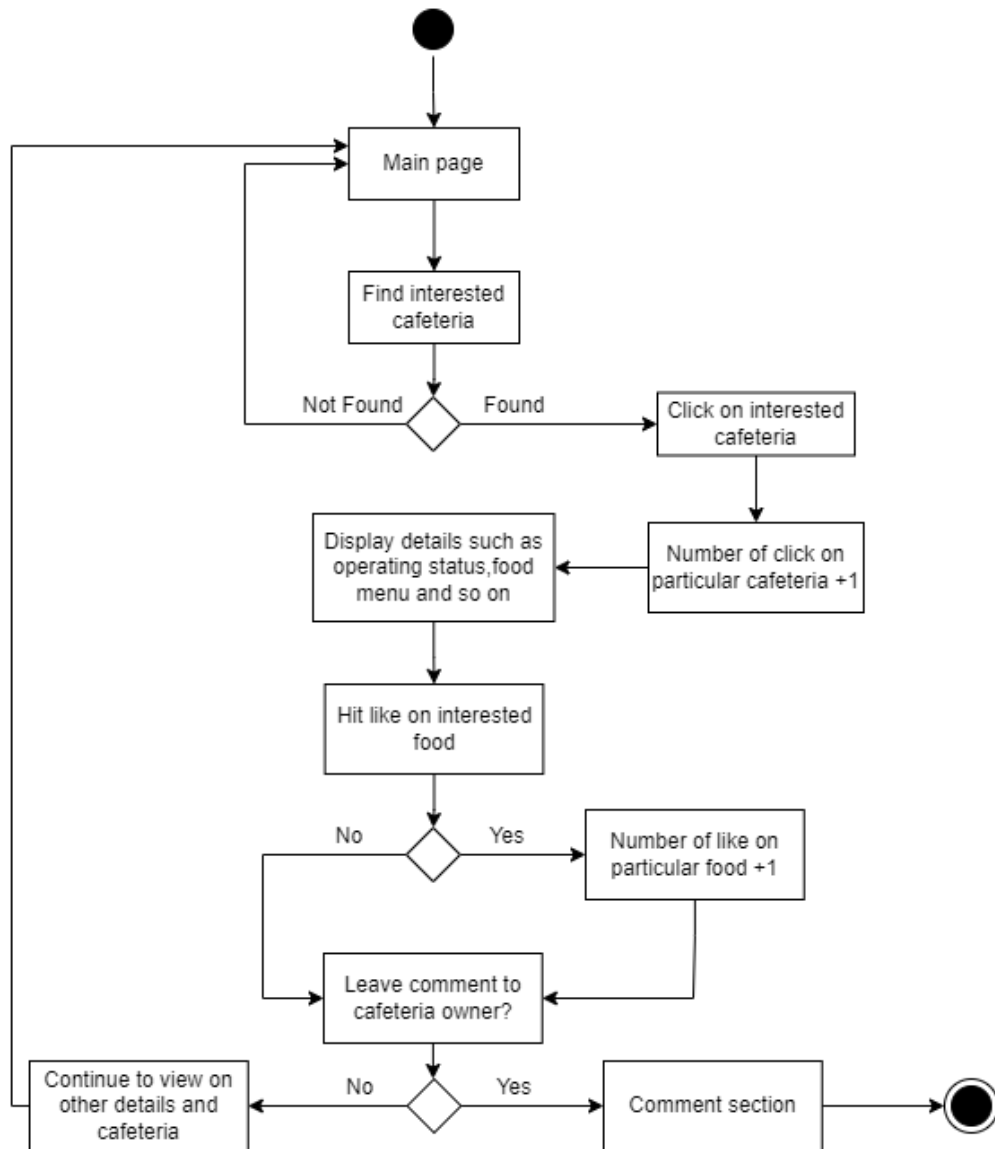 Main page
Find interested
cafeteria
Not Found
Found
Click on interested
cafeteria
Number of click on
particular cafeteria +1
Display details such as
operating status,food
menu and so on
Hit like on interested
food
No
Yes
Number of like on
particular food +1
Leave comment to
cafeteria owner?
No
Yes
Continue to view on
other details and
cafeteria
Comment section